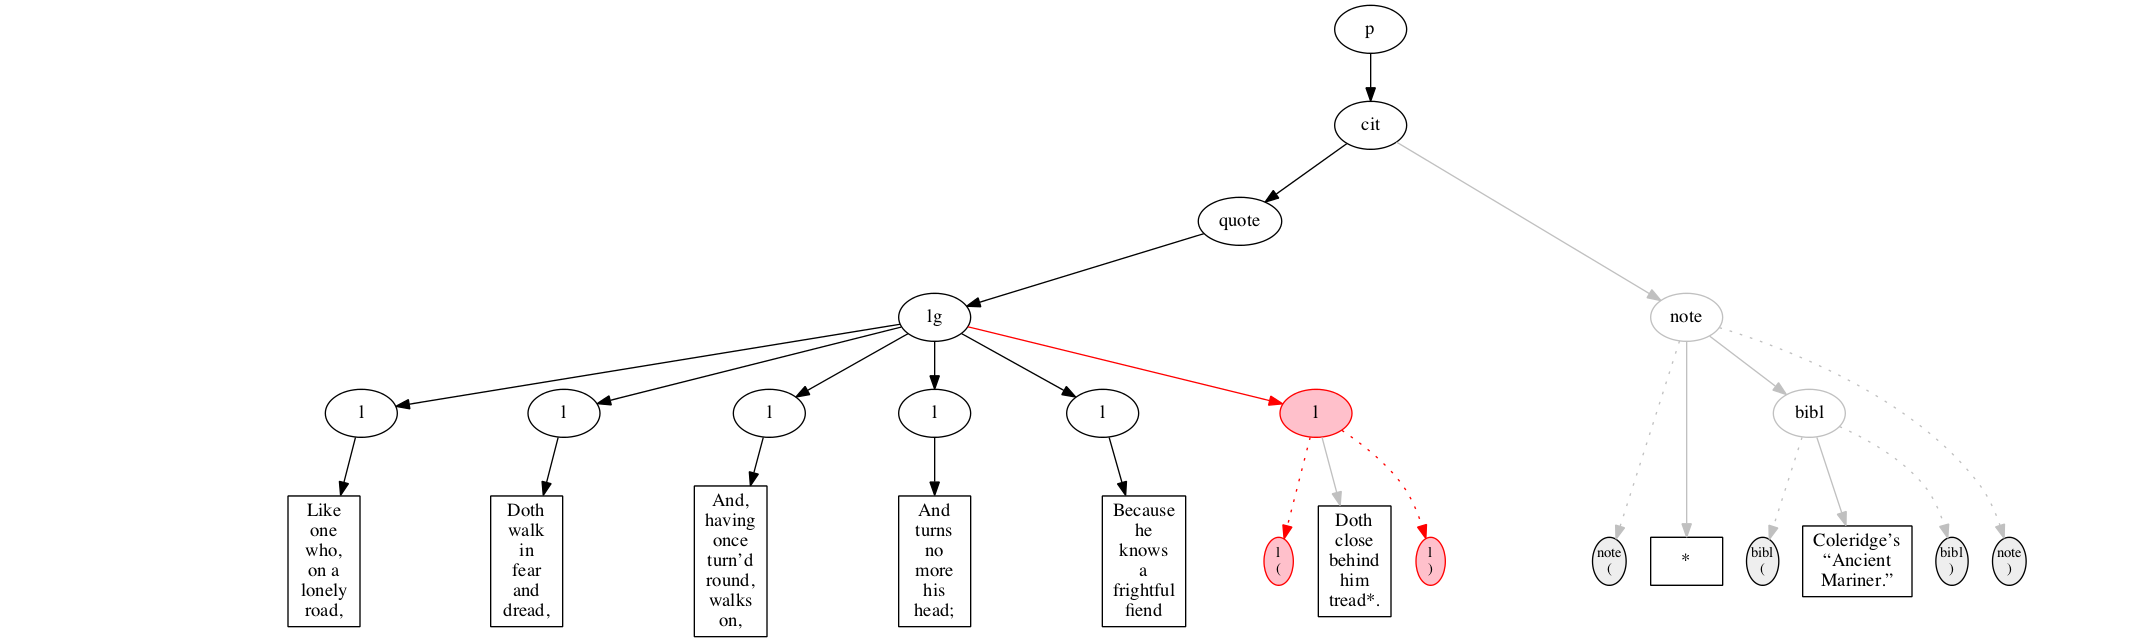 p
cit
quote
lg
note
l
l
l
l
l
l
bibl
Like
one
who,
on a
lonely
road,
Doth
walk
in
fear
and
dread,
And,
having
once
turn’d
round,
walks
on,
And
turns
no
more
his
head;
Because
he
knows
a
frightful
fiend
l
(
Doth
close
behind
him
tread*.
l
)
note
(
*
bibl
(
Coleridge’s
“Ancient
Mariner.”
bibl
)
note
)